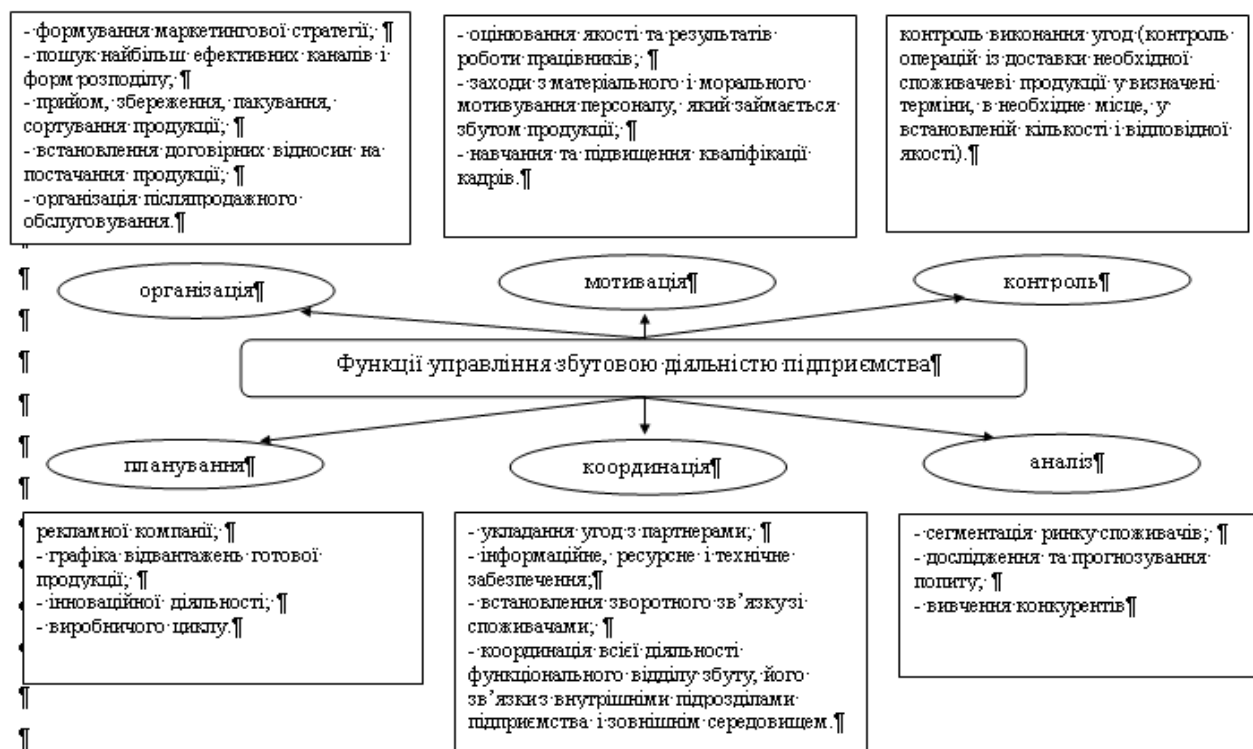 - формування маркетингової стратегії; ¶
- пошук найбільш ефективних каналів і
форм розподілу; ¶
- прийом, збереження, пакування,
сортування продукції; ¶
- встановлення договірних відносин на
постачання продукції; ¶
- організація післяпродажного
обслуговування.¶
- оцінювання якості та результатів
роботи працівників; ¶
- заходи з матеріального і морального
мотивування персоналу, який займається
збутом продукції; ¶
- навчання та підвищення кваліфікації
кадрів.¶
контроль виконання угод (контроль
операцій із доставки необхідної
споживачеві продукції у визначені
терміни, в необхідне місце, у
встановленій кількості і відповідної
якості).¶
організація¶
мотивація¶
контроль¶
Функції управління збутовою діяльністю підприємства¶
планування¶
координація¶
аналіз¶
рекламної компанії; ¶
- графіка відвантажень готової
продукції; ¶
- інноваційної діяльності; ¶
- виробничого циклу.¶
- укладання угод з партнерами; ¶
- інформаційне, ресурсне і технічне
забезпечення;¶
- встановлення зворотного зв’язку зі
споживачами; ¶
- координація всієї діяльності
функціонального відділу збуту, його
зв’язки з внутрішніми підрозділами
підприємства і зовнішнім середовищем.¶
- сегментація ринку споживачів; ¶
- дослідження та прогнозування
попиту; ¶
- вивчення конкурентів¶